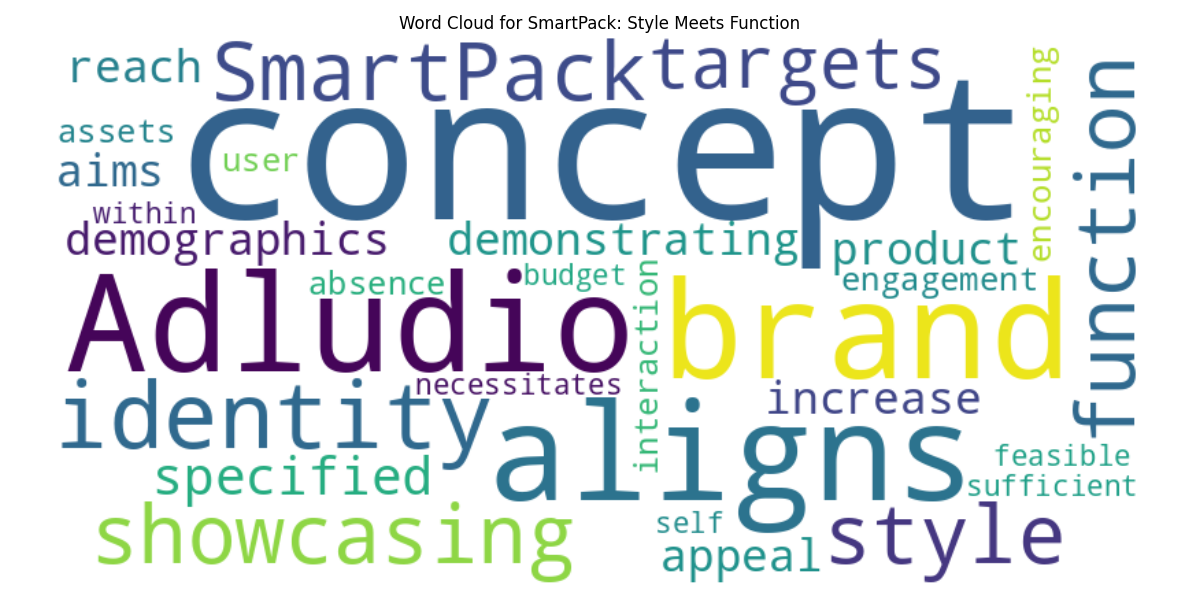 Word Cloud for SmartPack: Style Meets Function
reach
SmartPack
targets
concept
assets
user
aims
within
demographics
demonstrating
product
encouraging
function
absence
budget
engagement
Adludio
interaction
brand
necessitates
identity
increase
aligns
specified
feasible
sufficient
showcasing
self
appeal
style